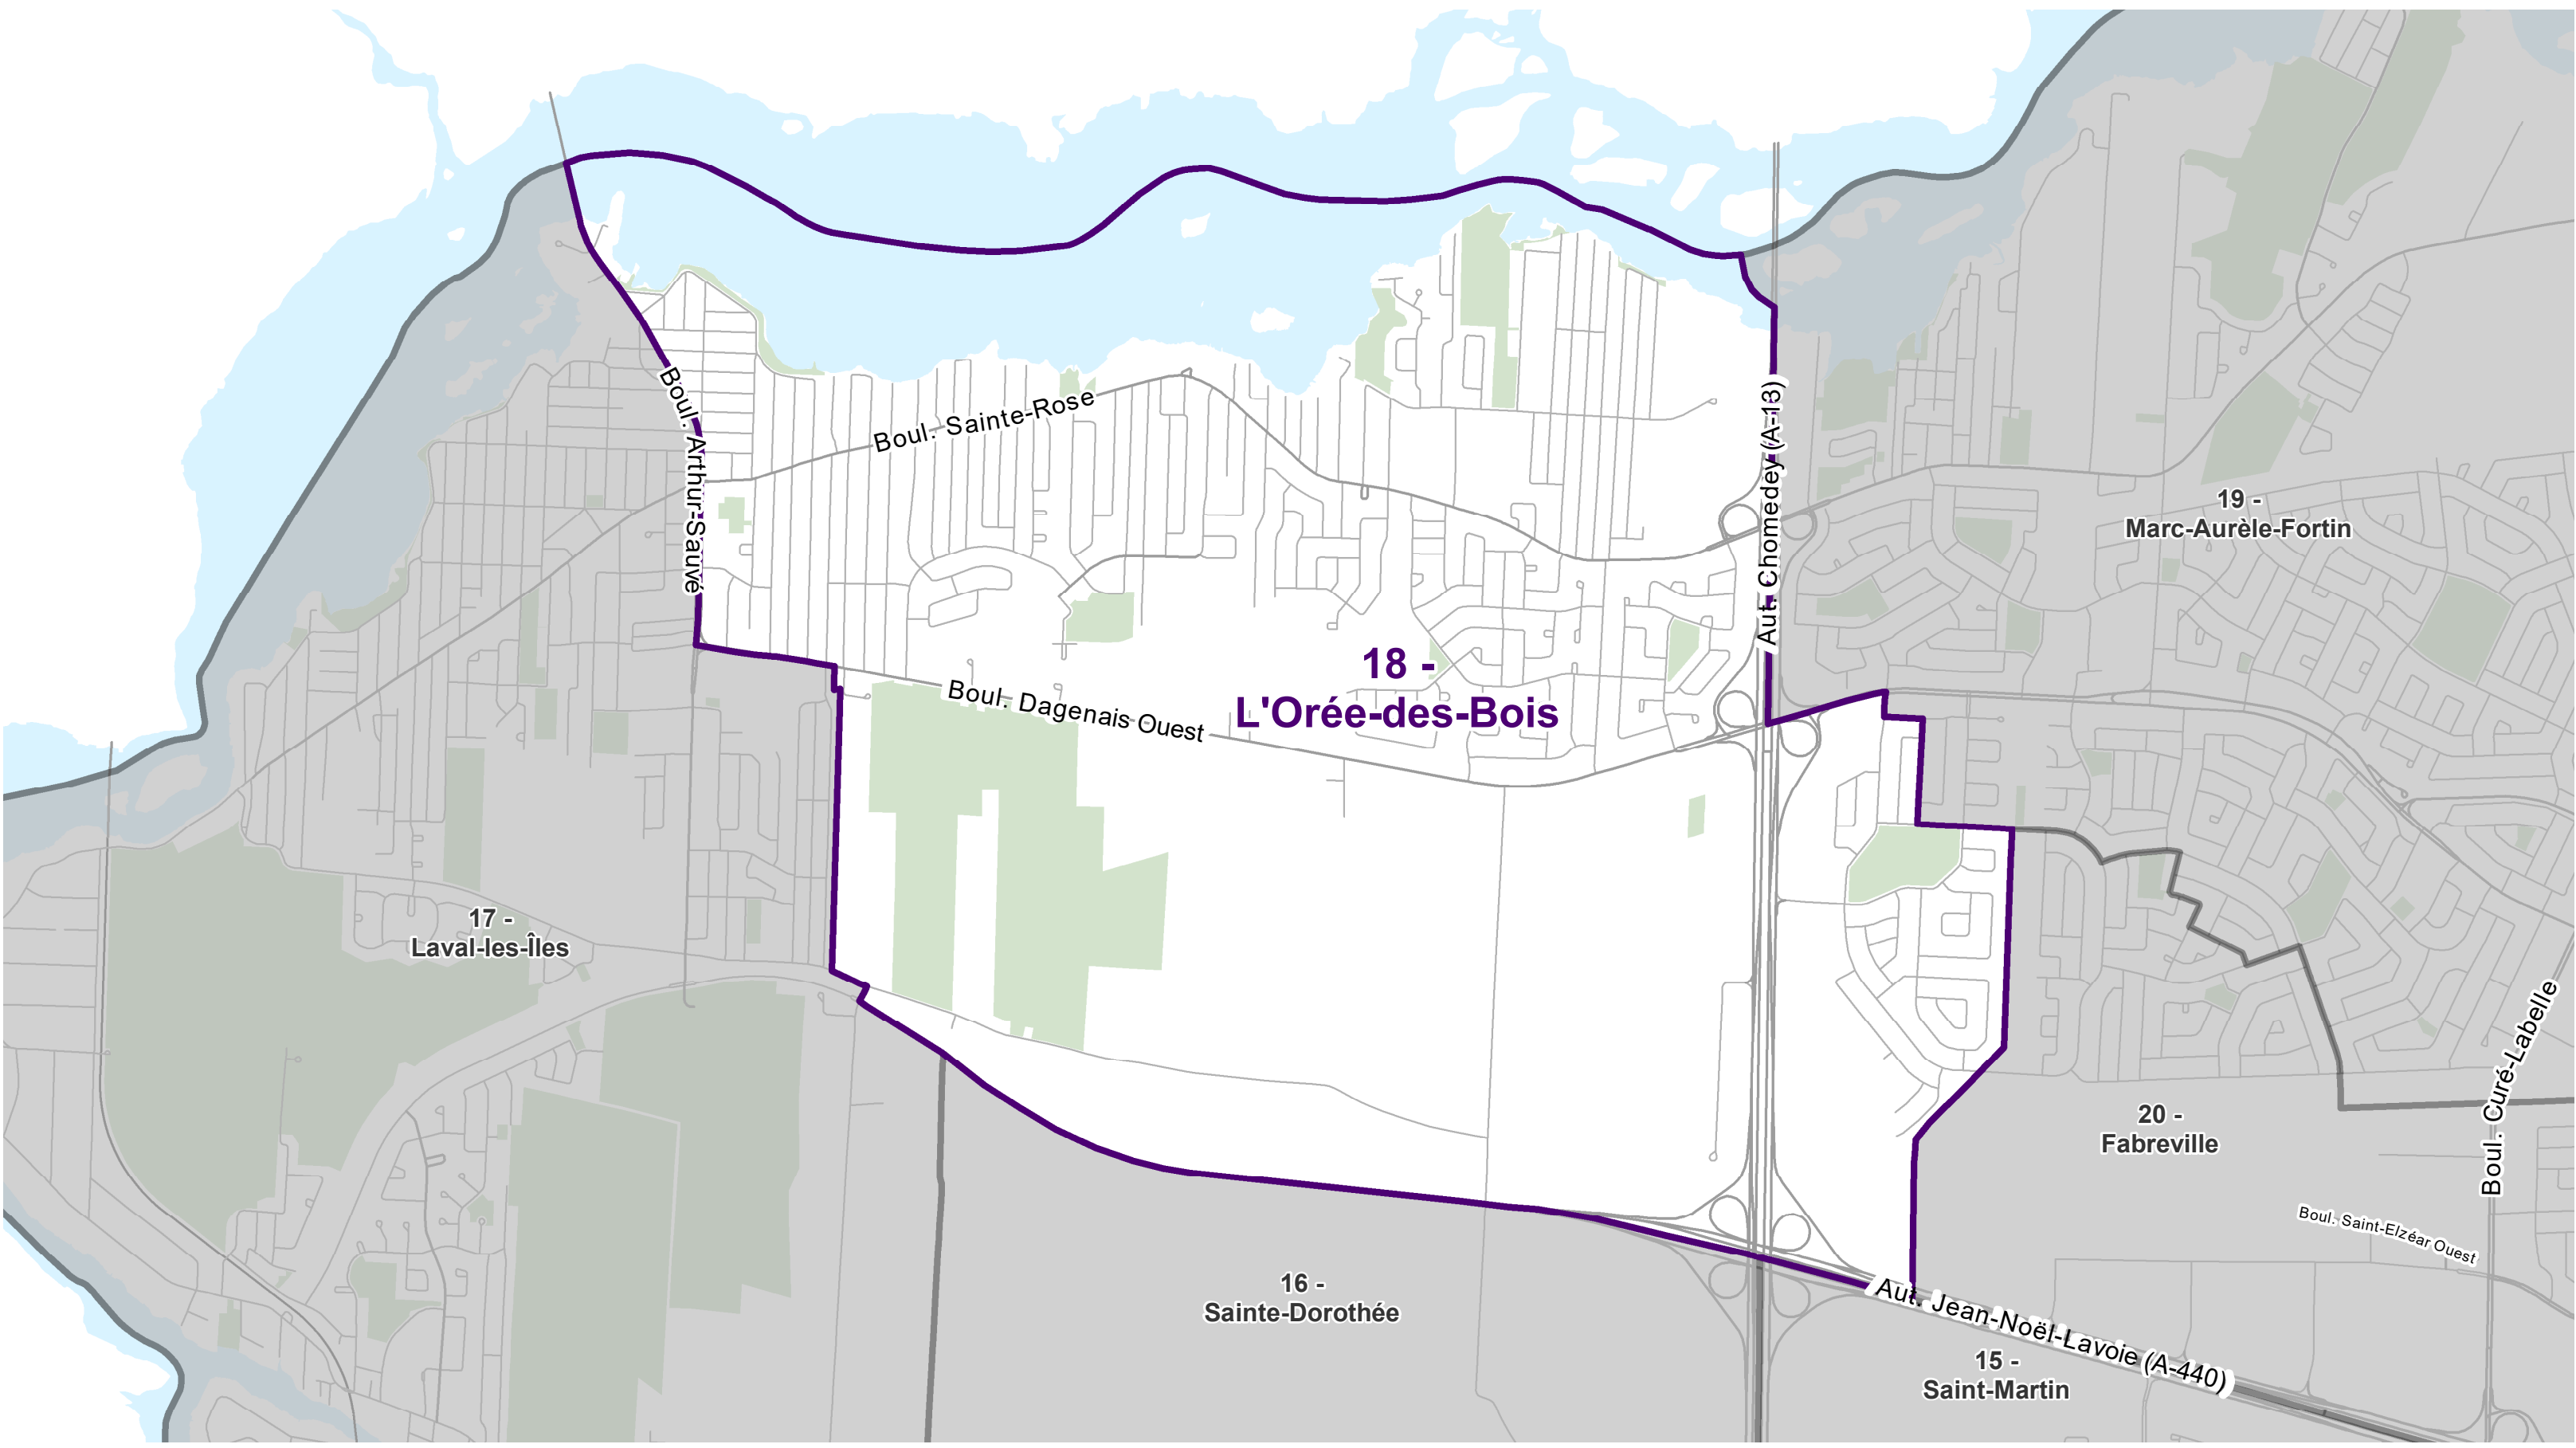 Boul. Arthur-Sauvé
Boul. Sainte-Rose
Aut. Chomedey (A-13)
19 -
Marc-Aurèle-Fortin
18 -
L'Orée-des-Bois
Boul. Dagenais Ouest
17 -
Laval-les-Îles
20 -
Fabreville
Boul. Curé-Labelle
Boul. Saint-Elzéar Ouest
16 -
Sainte-Dorothée
Aut. Jean-Noël-Lavoie (A-440)
15 -
Saint-Martin